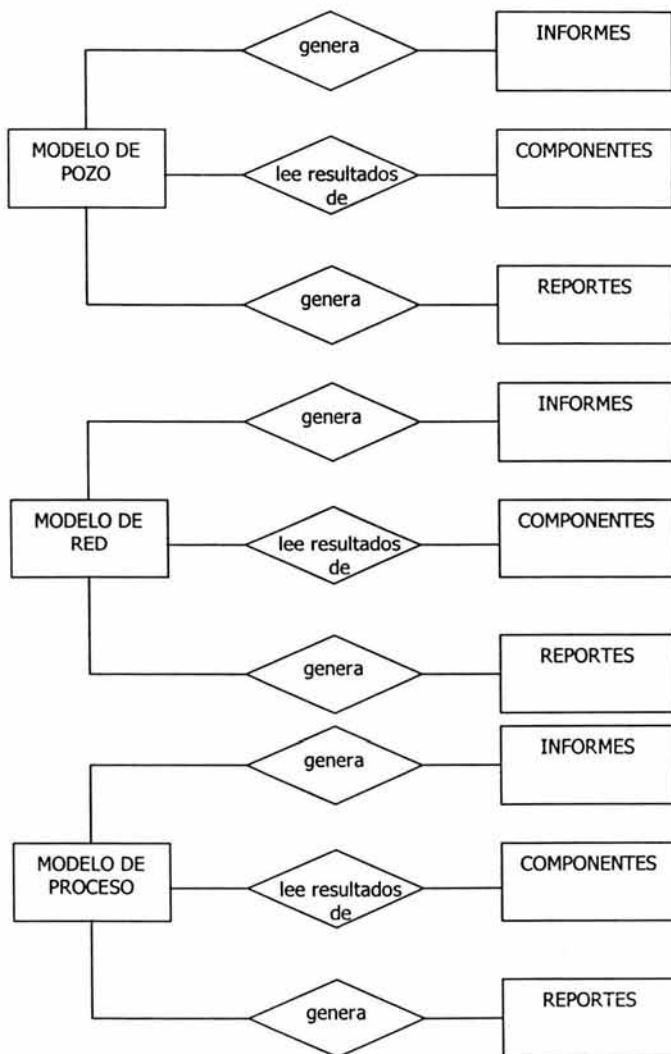 genera
INFORMES
MODELO DE
POZO
lee resultados
de
COMPONENTES
genera
REPORTES
genera
INFORMES
MODELO DE
RED
lee resultados
de
COMPONENTES
genera
REPORTES
genera
INFORMES
MODELO DE
PROCESO
lee resultados
de
COMPONENTES
genera
REPORTES